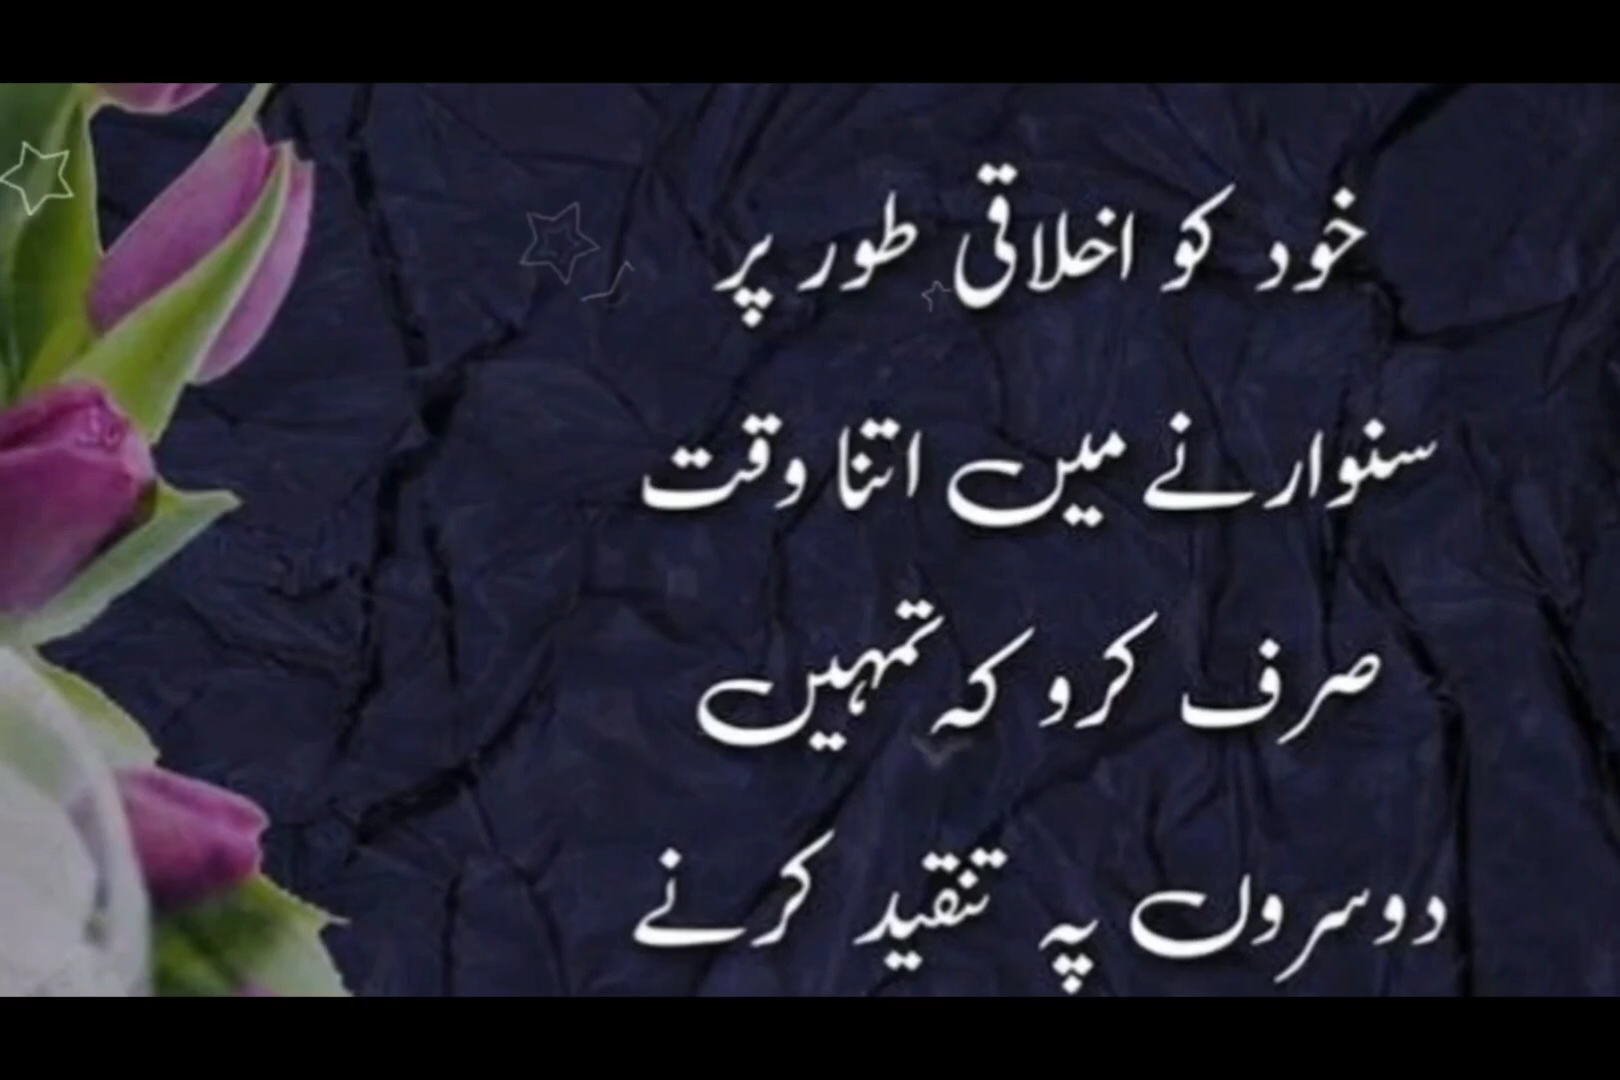 خود کو اخلاقی طور پر
سنوارنے میں اتنا وقت
صرف کرو کہ تمہیں
دوسروں پہ تنقید کرنے